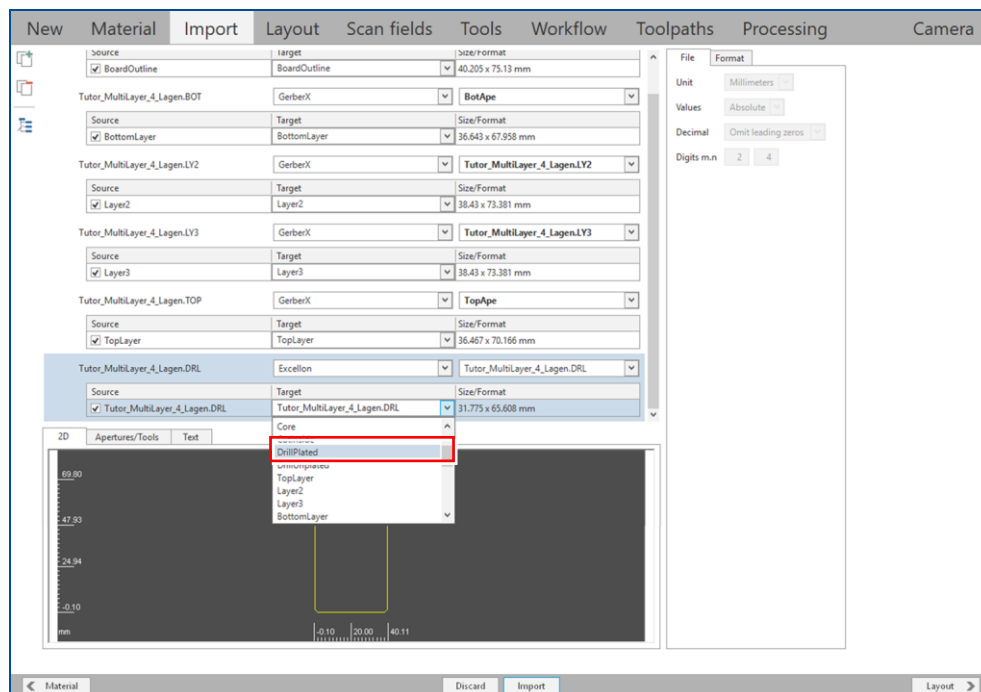 New Material Import Layout Scan fields Tools Workflow Toolpaths Processing Camera
Source Target Size/Format
BoardOutline BoardOutline 40.205 x 75.13 mm
Tutor_MultiLayer_4_Lagen.BOT GerberX BotApe
Source Target Size/Format
BottomLayer BottomLayer 36.643 x 67.958 mm
Tutor_MultiLayer_4_Lagen.LY2 GerberX Tutor_MultiLayer_4_Lagen.LY2
Source Target Size/Format
Layer2 Layer2 38.43 x 73.381 mm
Tutor_MultiLayer_4_Lagen.LY3 GerberX Tutor_MultiLayer_4_Lagen.LY3
Source Target Size/Format
Layer3 Layer3 38.43 x 73.381 mm
Tutor_MultiLayer_4_Lagen.TOP GerberX TopApe
Source Target Size/Format
TopLayer TopLayer 36.467 x 70.166 mm
Tutor_MultiLayer_4_Lagen.DRL Excellon Tutor_MultiLayer_4_Lagen.DRL
Source Target Size/Format
Tutor_MultiLayer_4_Lagen.DRL Tutor_MultiLayer_4_Lagen.DRL 31.775 x 65.608 mm
Core
DrillPlated
DrillUnplated
TopLayer
Layer2
Layer3
BottomLayer
File Format
Unit Millimeters
Values Absolute
Decimal Omit leading zeros
Digits m.n 2 4
2D Apertures/Tools Text
69.80
47.93
24.94
-0.10
mm -0.10 20.00 40.11
Material Discard Import Layout